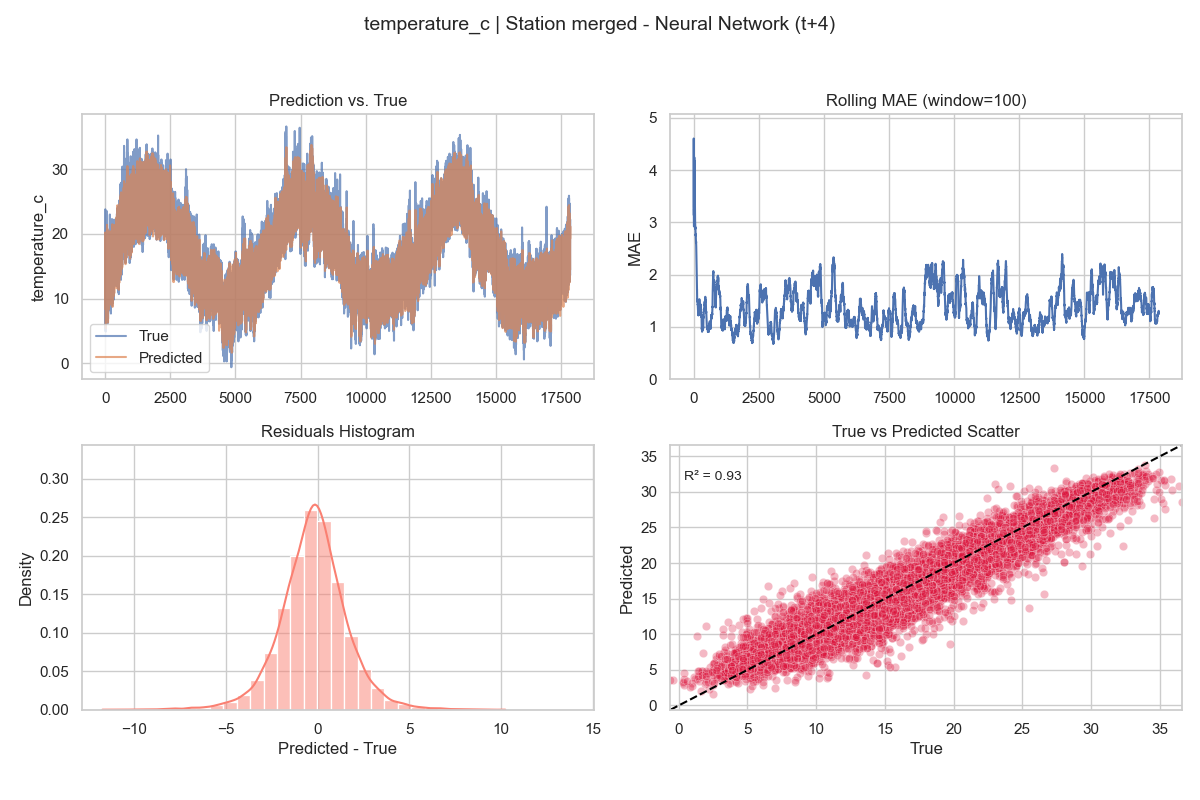 temperature_c | Station merged - Neural Network (t+4)
Prediction vs. True
temperature_c
30
20
10
0
True
Predicted
0 2500 5000 7500 10000 12500 15000 17500
Rolling MAE (window=100)
MAE
5
4
3
2
1
0
0 2500 5000 7500 10000 12500 15000 17500
Residuals Histogram
Density
0.30
0.25
0.20
0.15
0.10
0.05
0.00
−10 −5 0 5 10 15
Predicted - True
True vs Predicted Scatter
R² = 0.93
Predicted
35
30
25
20
15
10
5
0
0 5 10 15 20 25 30 35
True